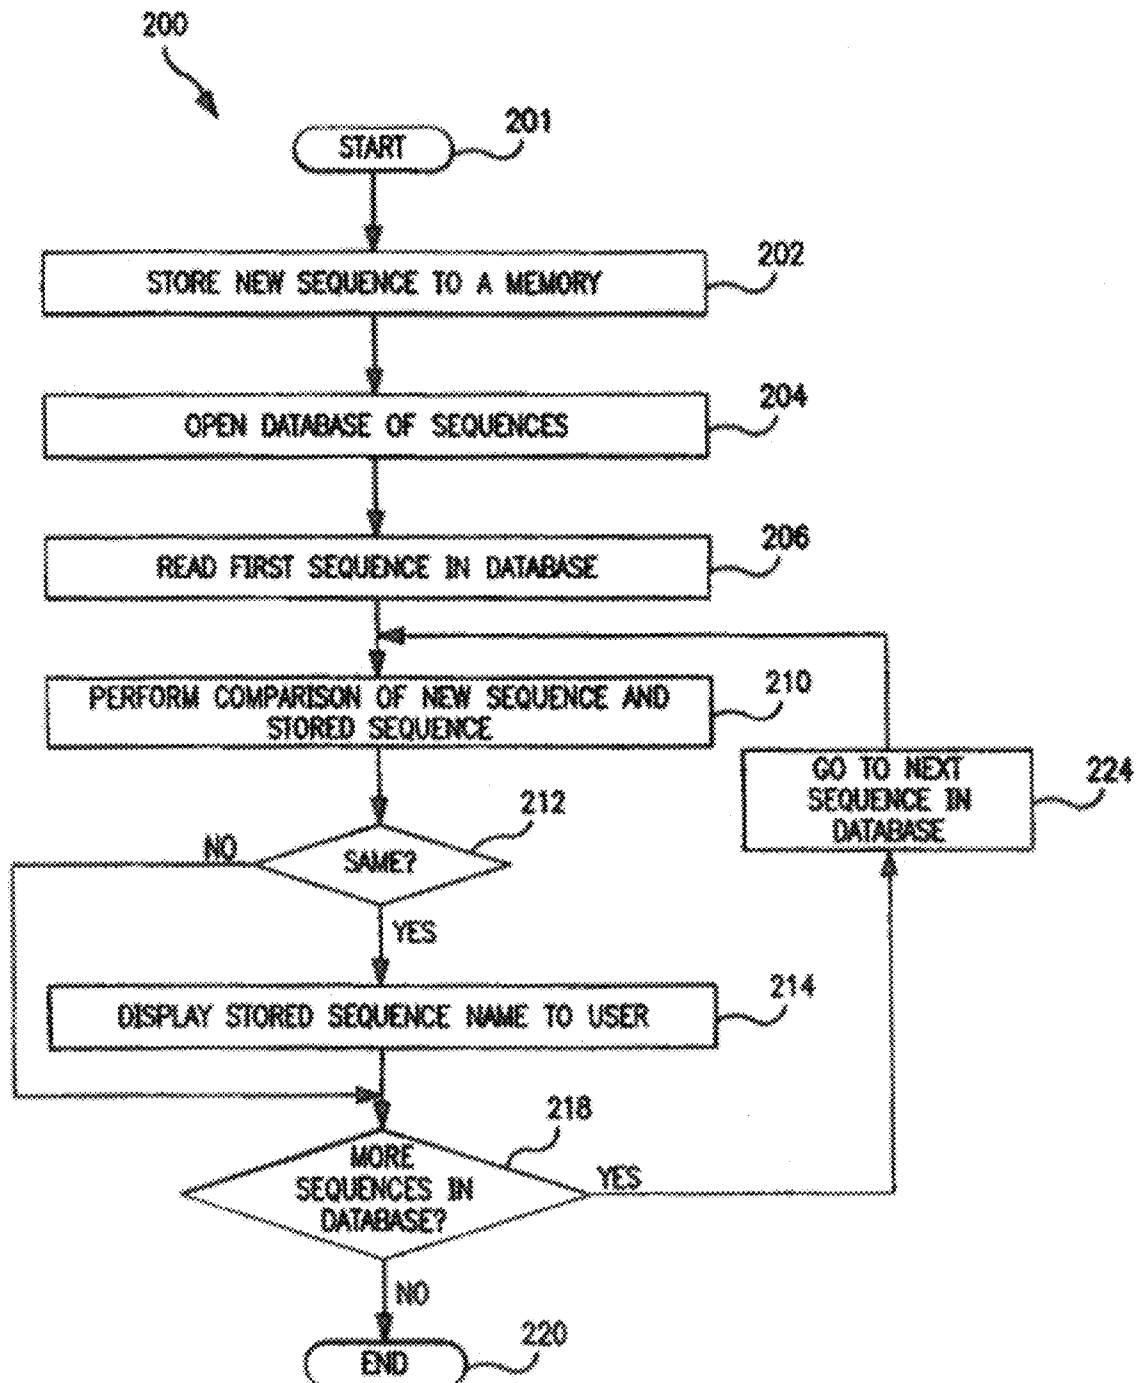 200
201
START
202
STORE NEW SEQUENCE TO A MEMORY
204
OPEN DATABASE OF SEQUENCES
206
READ FIRST SEQUENCE IN DATABASE
210
PERFORM COMPARISON OF NEW SEQUENCE AND
STORED SEQUENCE
224
GO TO NEXT
SEQUENCE IN
DATABASE
212
NO
SAME?
YES
214
DISPLAY STORED SEQUENCE NAME TO USER
218
MORE
SEQUENCES IN
DATABASE?
YES
NO
220
END